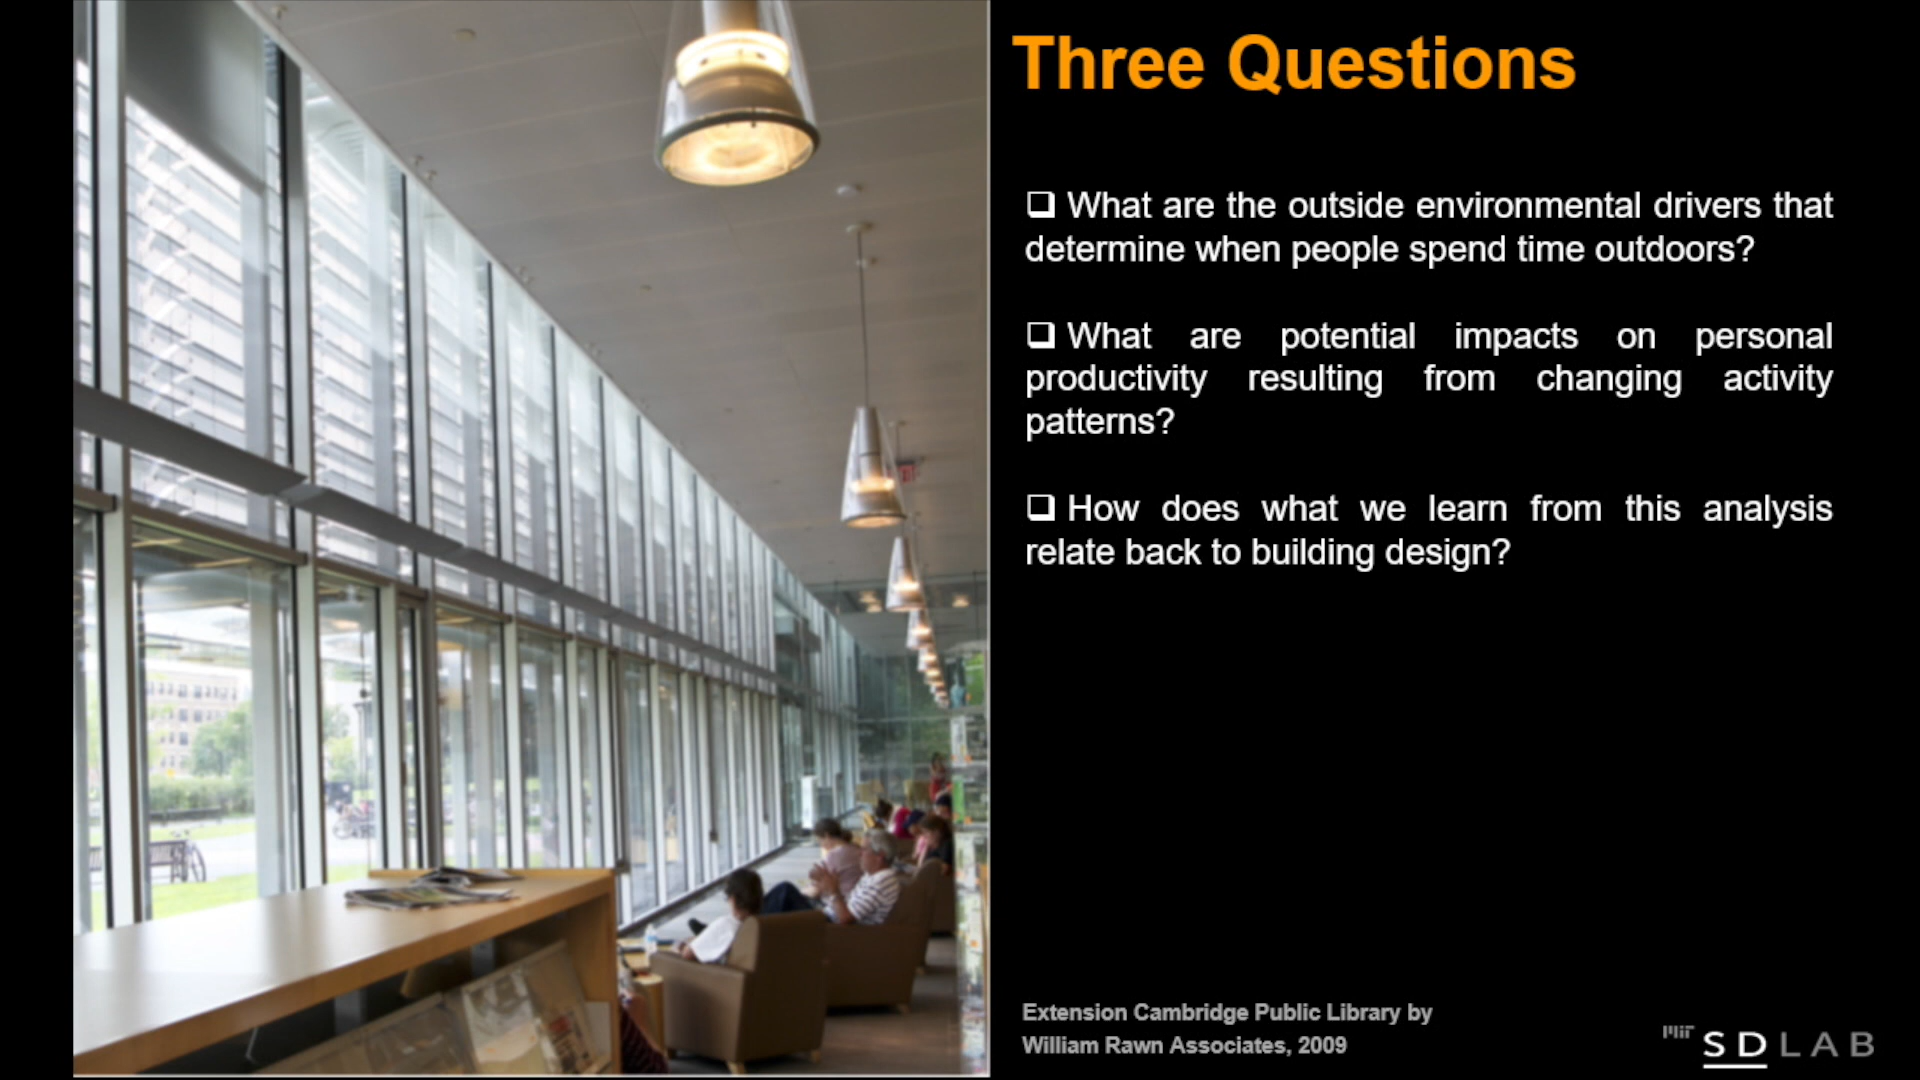 Three Questions
❑ What are the outside environmental drivers that
determine when people spend time outdoors?
❑ What are potential impacts on personal
productivity resulting from changing activity
patterns?
❑ How does what we learn from this analysis
relate back to building design?
Extension Cambridge Public Library by
William Rawn Associates, 2009
MIT SDLAB